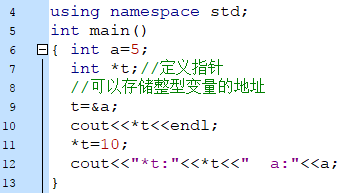 4 using namespace std;
5 int main()
6 { int a=5;
7 int *t;//定义指针
8 //可以存储整型变量的地址
9 t=&a;
10 cout<<*t<<endl;
11 *t=10;
12 cout<<"*t:"<<*t<<"  a:"<<a;
13 }